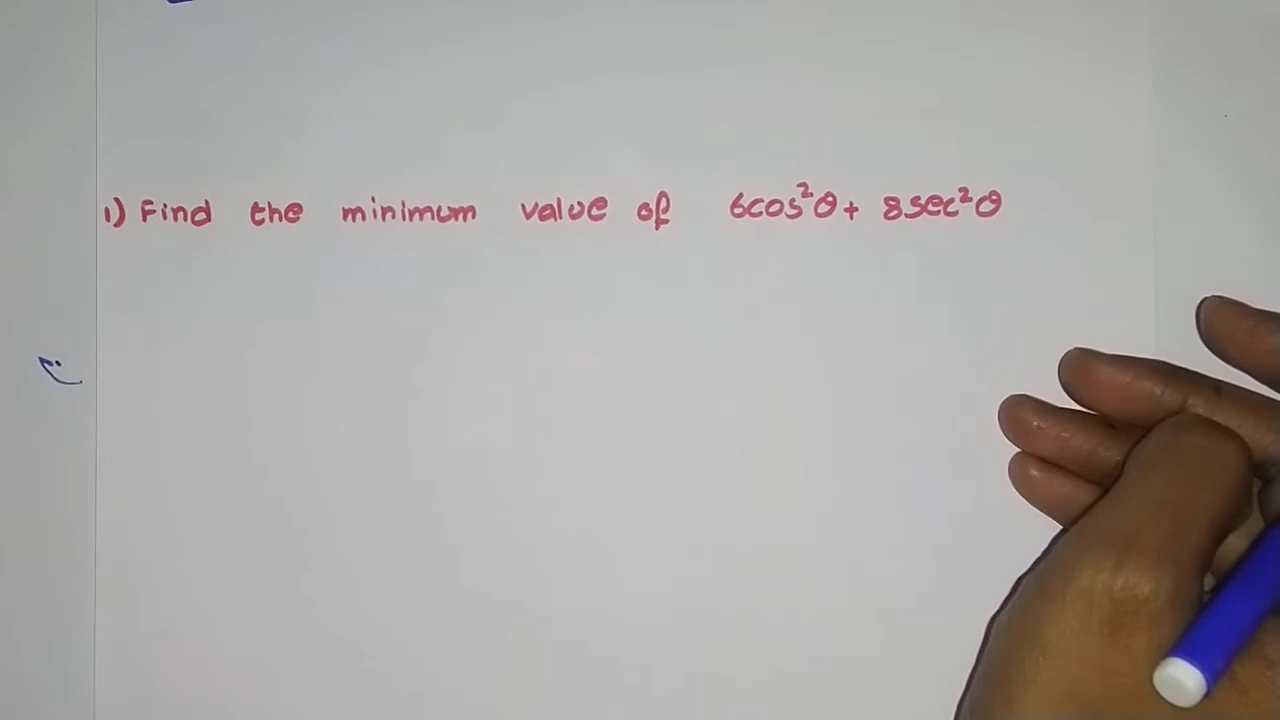 1) Find the minimum value of 6cos²θ + 8sec²θ